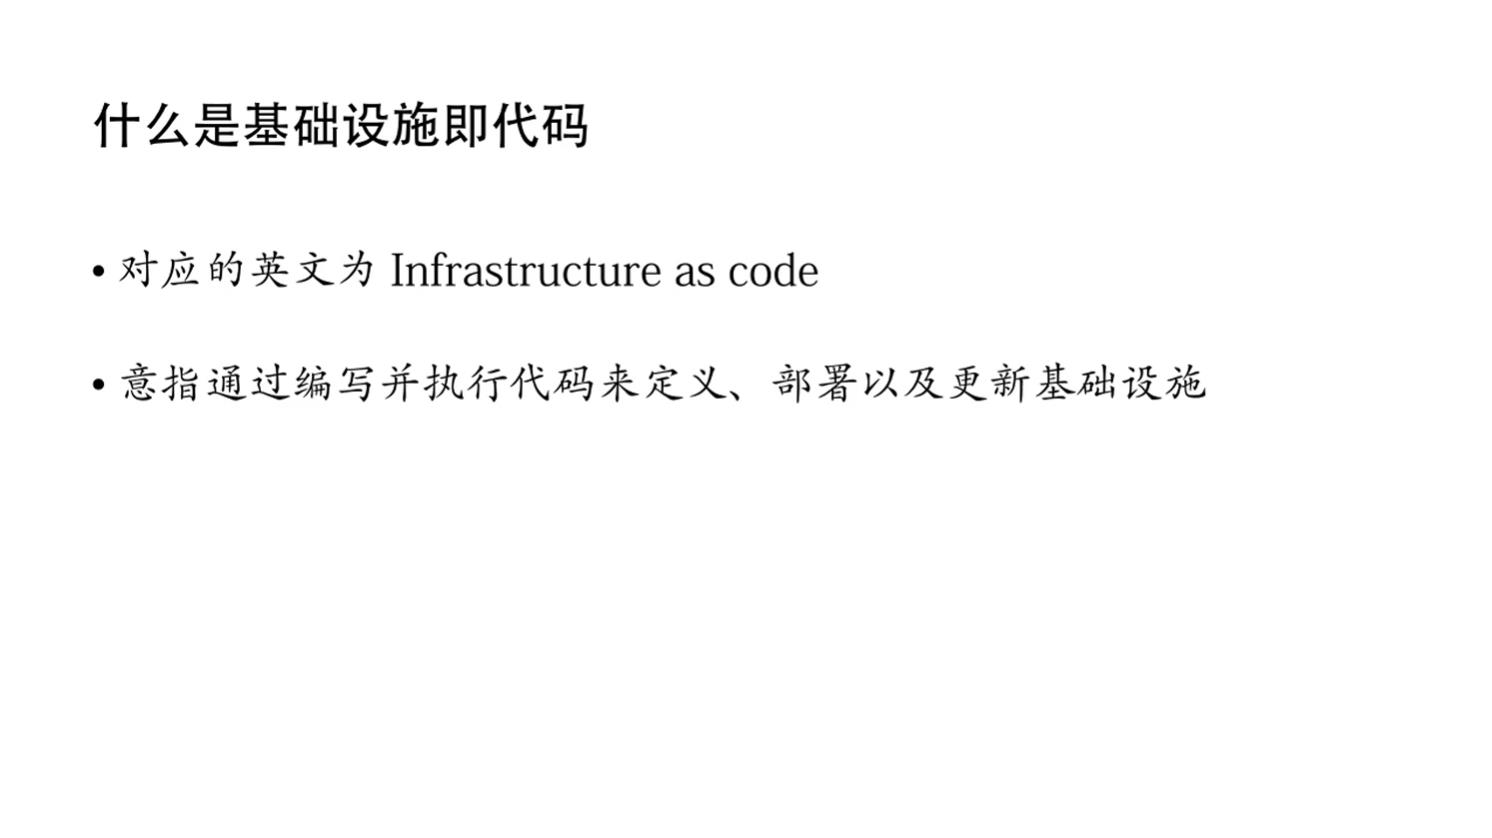 什么是基础设施即代码
• 对应的英文为 Infrastructure as code
• 意指通过编写并执行代码来定义、部署以及更新基础设施